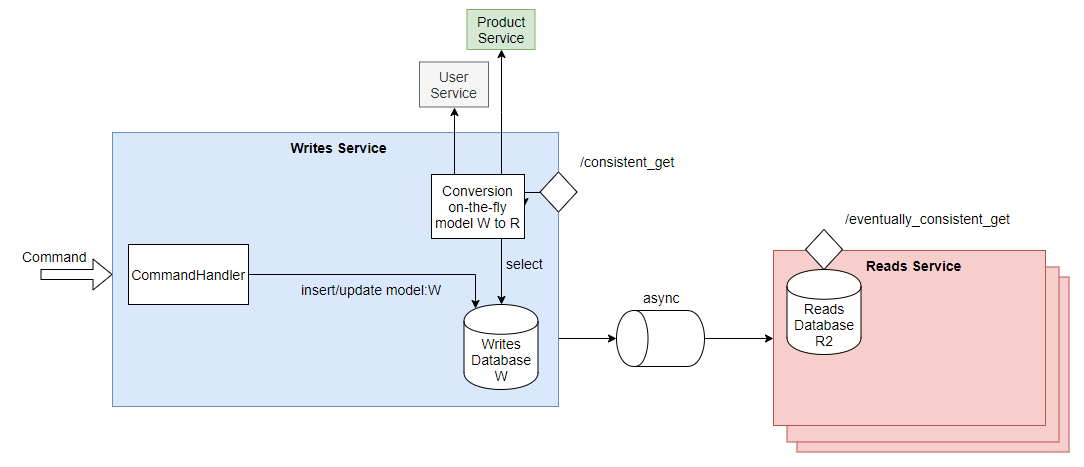 Product
Service
User
Service
Writes Service
/consistent_get
Conversion
on-the-fly
model W to R
/eventually_consistent_get
Command
CommandHandler
select
Reads Service
insert/update model:W
async
Reads
Database
R2
Writes
Database
W